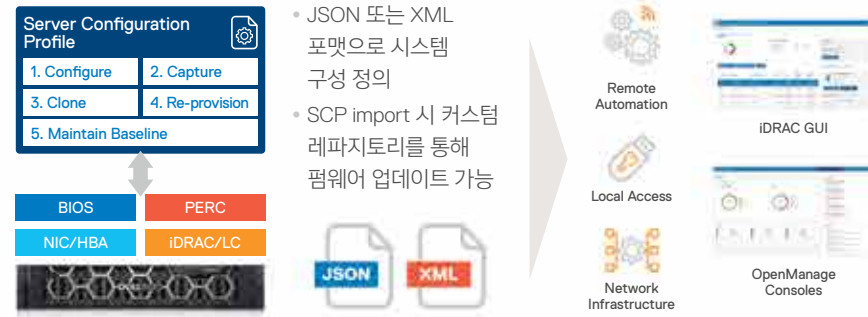 Server Configuration
Profile
1. Configure
2. Capture
3. Clone
4. Re-provision
5. Maintain Baseline
BIOS
PERC
NIC/HBA
iDRAC/LC
• JSON 또는 XML
포맷으로 시스템
구성 정의
• SCP import 시 커스텀
레파지토리를 통해
펌웨어 업데이트 가능
JSON
XML
Remote
Automation
Local Access
Network
Infrastructure
iDRAC GUI
OpenManage
Consoles